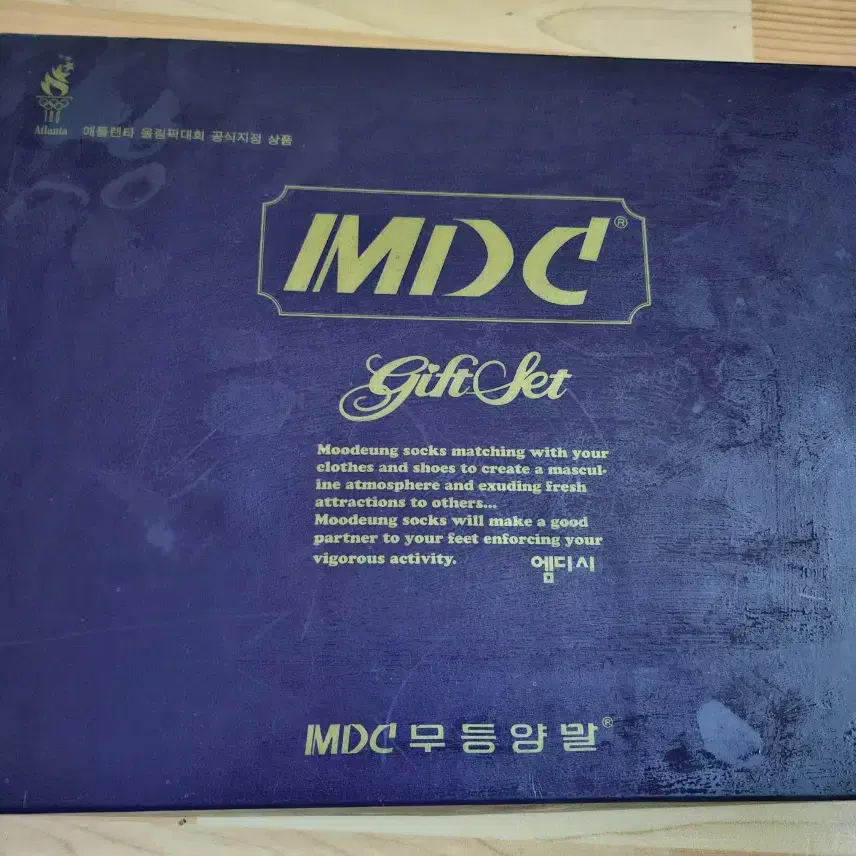 Atlanta 애틀랜타 올림픽대회 공식지정 상품
MDC®
Gift Set
Moodeung socks matching with your
clothes and shoes to create a mascul-
ine atmosphere and exuding fresh
attractions to others...
Moodeung socks will make a good
partner to your feet enforcing your
vigorous activity. 엠디시
MDC 무등양말®